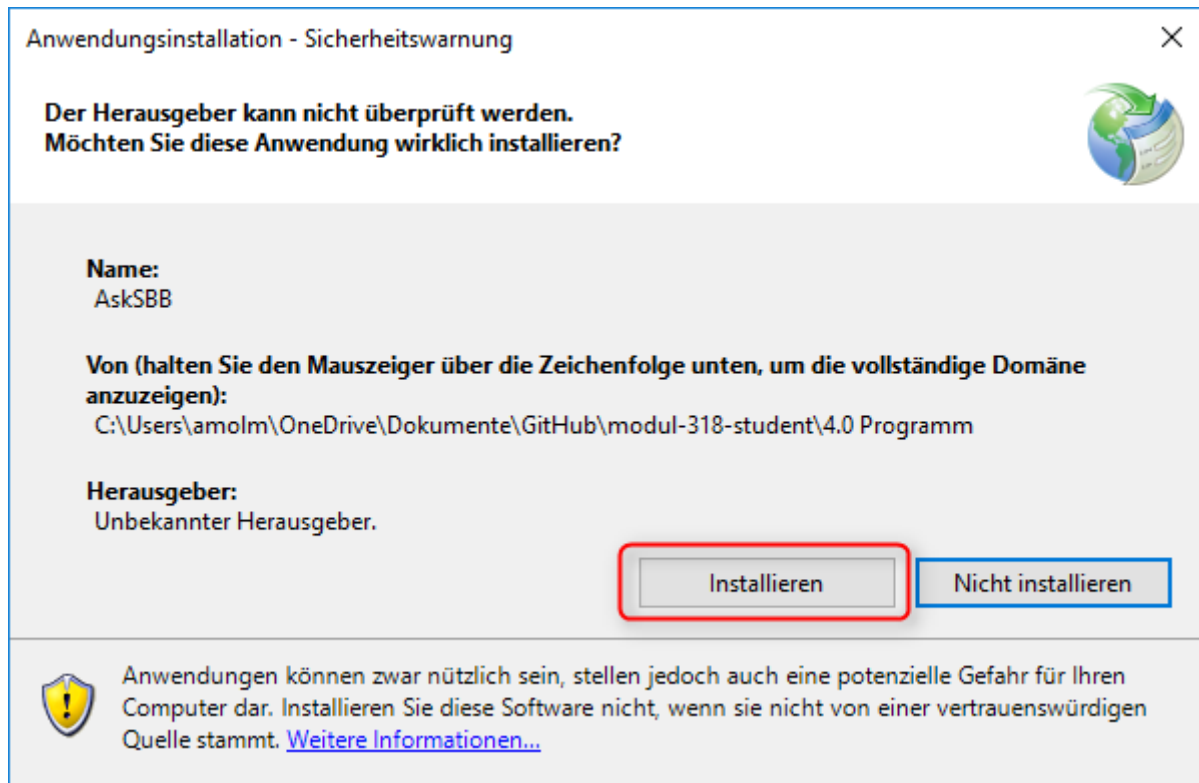 Anwendungsinstallation - Sicherheitswarnung
Der Herausgeber kann nicht überprüft werden.
Möchten Sie diese Anwendung wirklich installieren?
Name:
AskSBB
Von (halten Sie den Mauszeiger über die Zeichenfolge unten, um die vollständige Domäne
anzuzeigen):
C:\Users\amolm\OneDrive\Dokumente\GitHub\modul-318-student\4.0 Programm
Herausgeber:
Unbekannter Herausgeber.
Installieren
Nicht installieren
Anwendungen können zwar nützlich sein, stellen jedoch auch eine potenzielle Gefahr für Ihren
Computer dar. Installieren Sie diese Software nicht, wenn sie nicht von einer vertrauenswürdigen
Quelle stammt. Weitere Informationen...